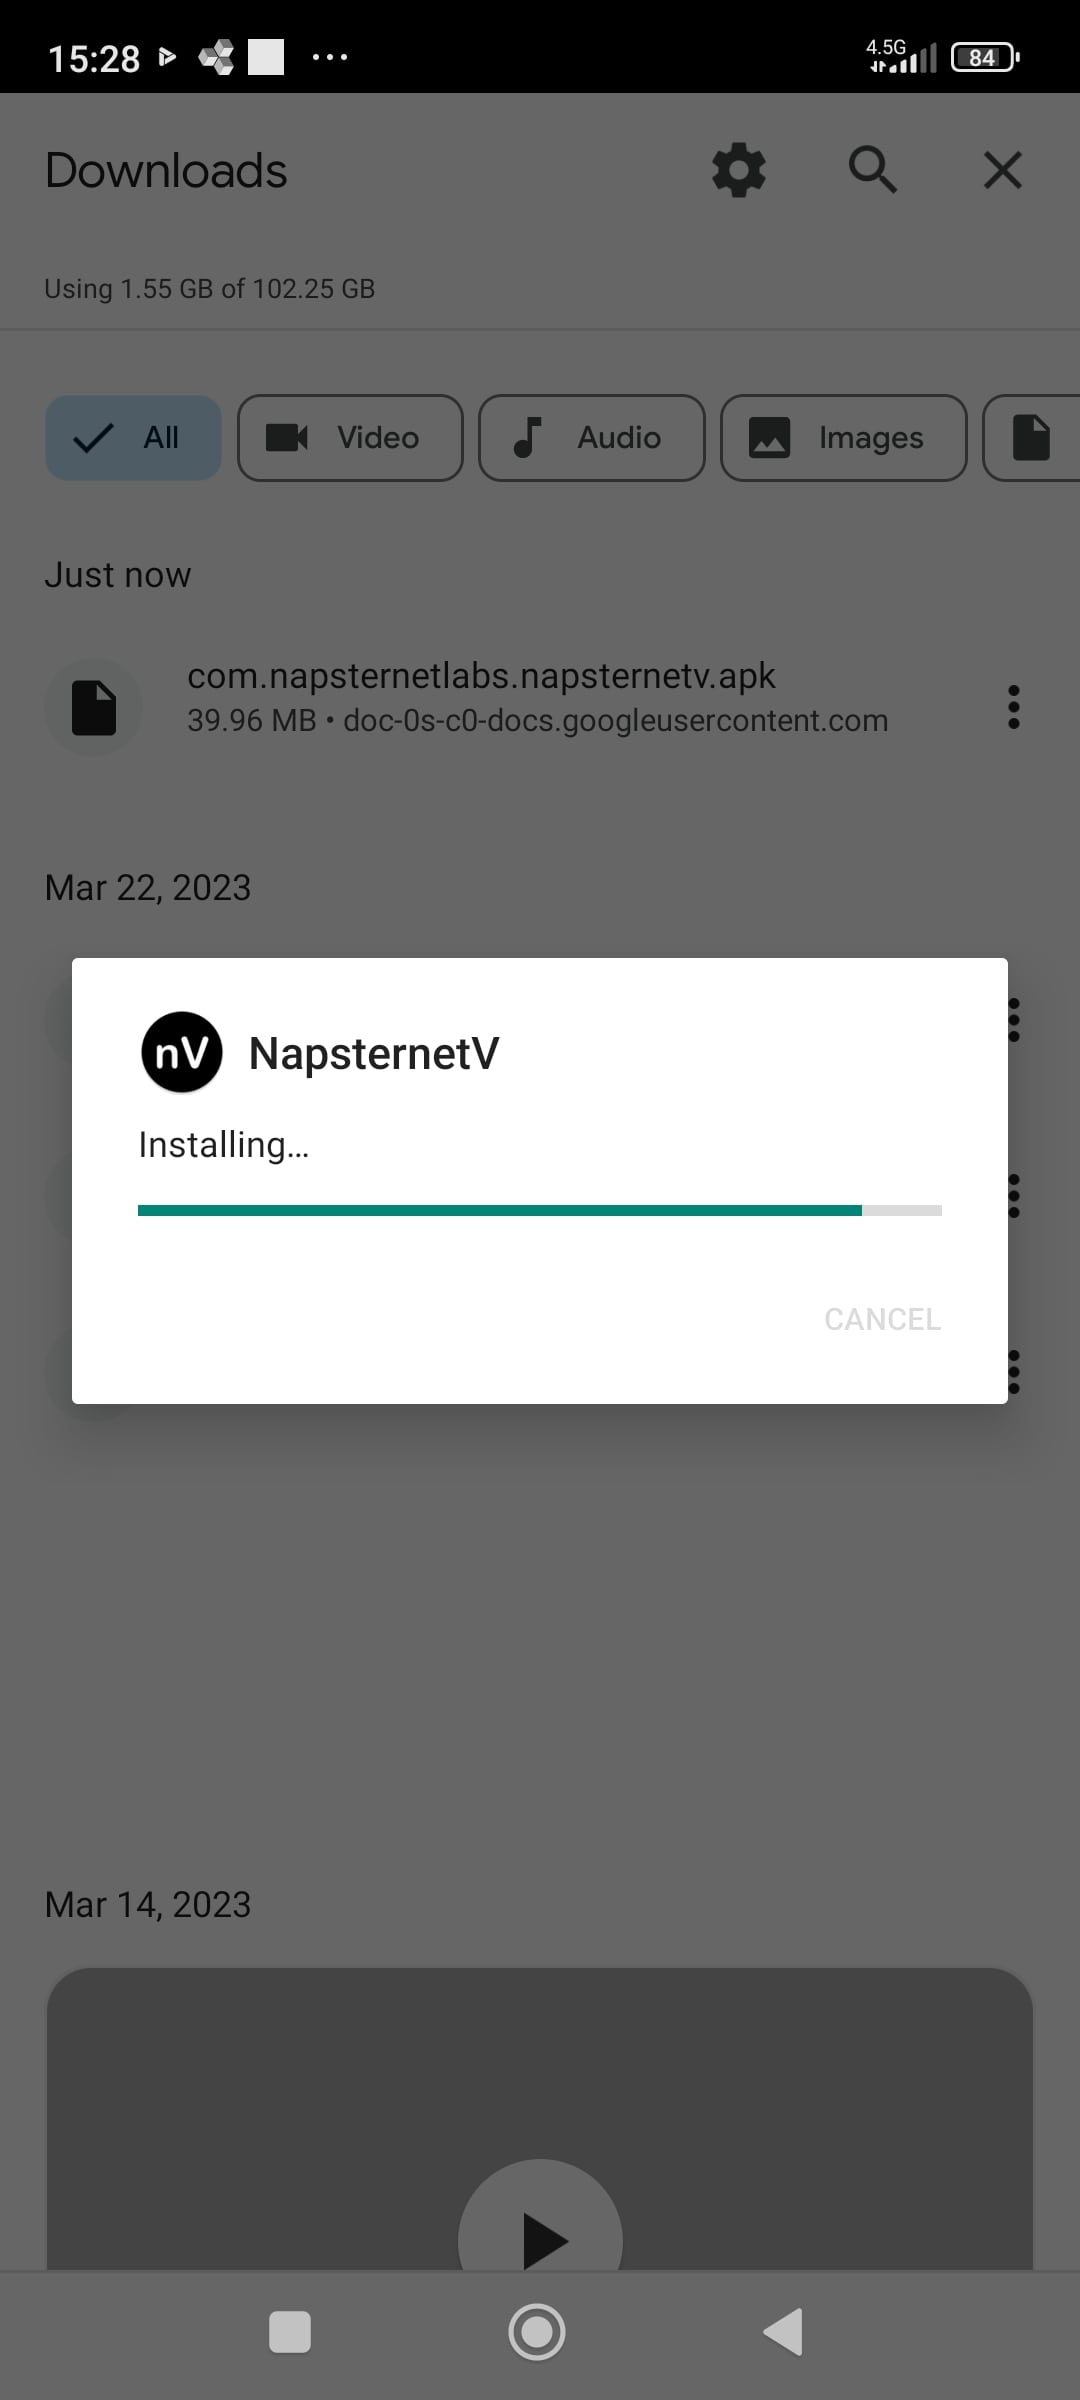 15:28 4.5G 84
Downloads
Using 1.55 GB of 102.25 GB
All Video Audio Images
Just now
com.napsternetlabs.napsternetv.apk
39.96 MB • doc-0s-c0-docs.googleusercontent.com
Mar 22, 2023
nV NapsternetV
Installing…
CANCEL
Mar 14, 2023